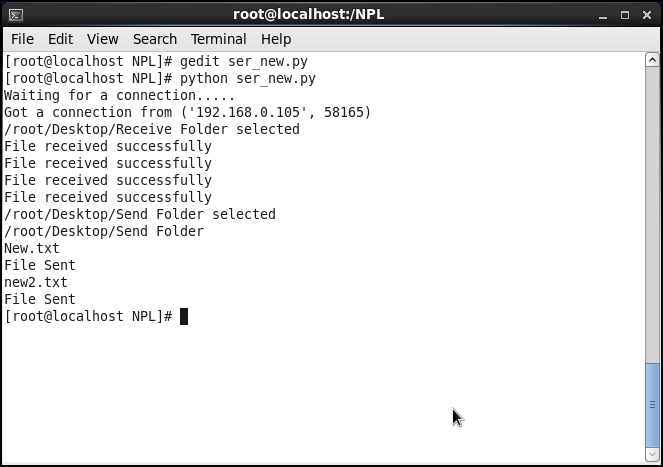 root@localhost:/NPL
File Edit View Search Terminal Help
[root@localhost NPL]# gedit ser_new.py
[root@localhost NPL]# python ser_new.py
Waiting for a connection.....
Got a connection from ('192.168.0.105', 58165)
/root/Desktop/Receive Folder selected
File received successfully
File received successfully
File received successfully
File received successfully
/root/Desktop/Send Folder selected
/root/Desktop/Send Folder
New.txt
File Sent
new2.txt
File Sent
[root@localhost NPL]#